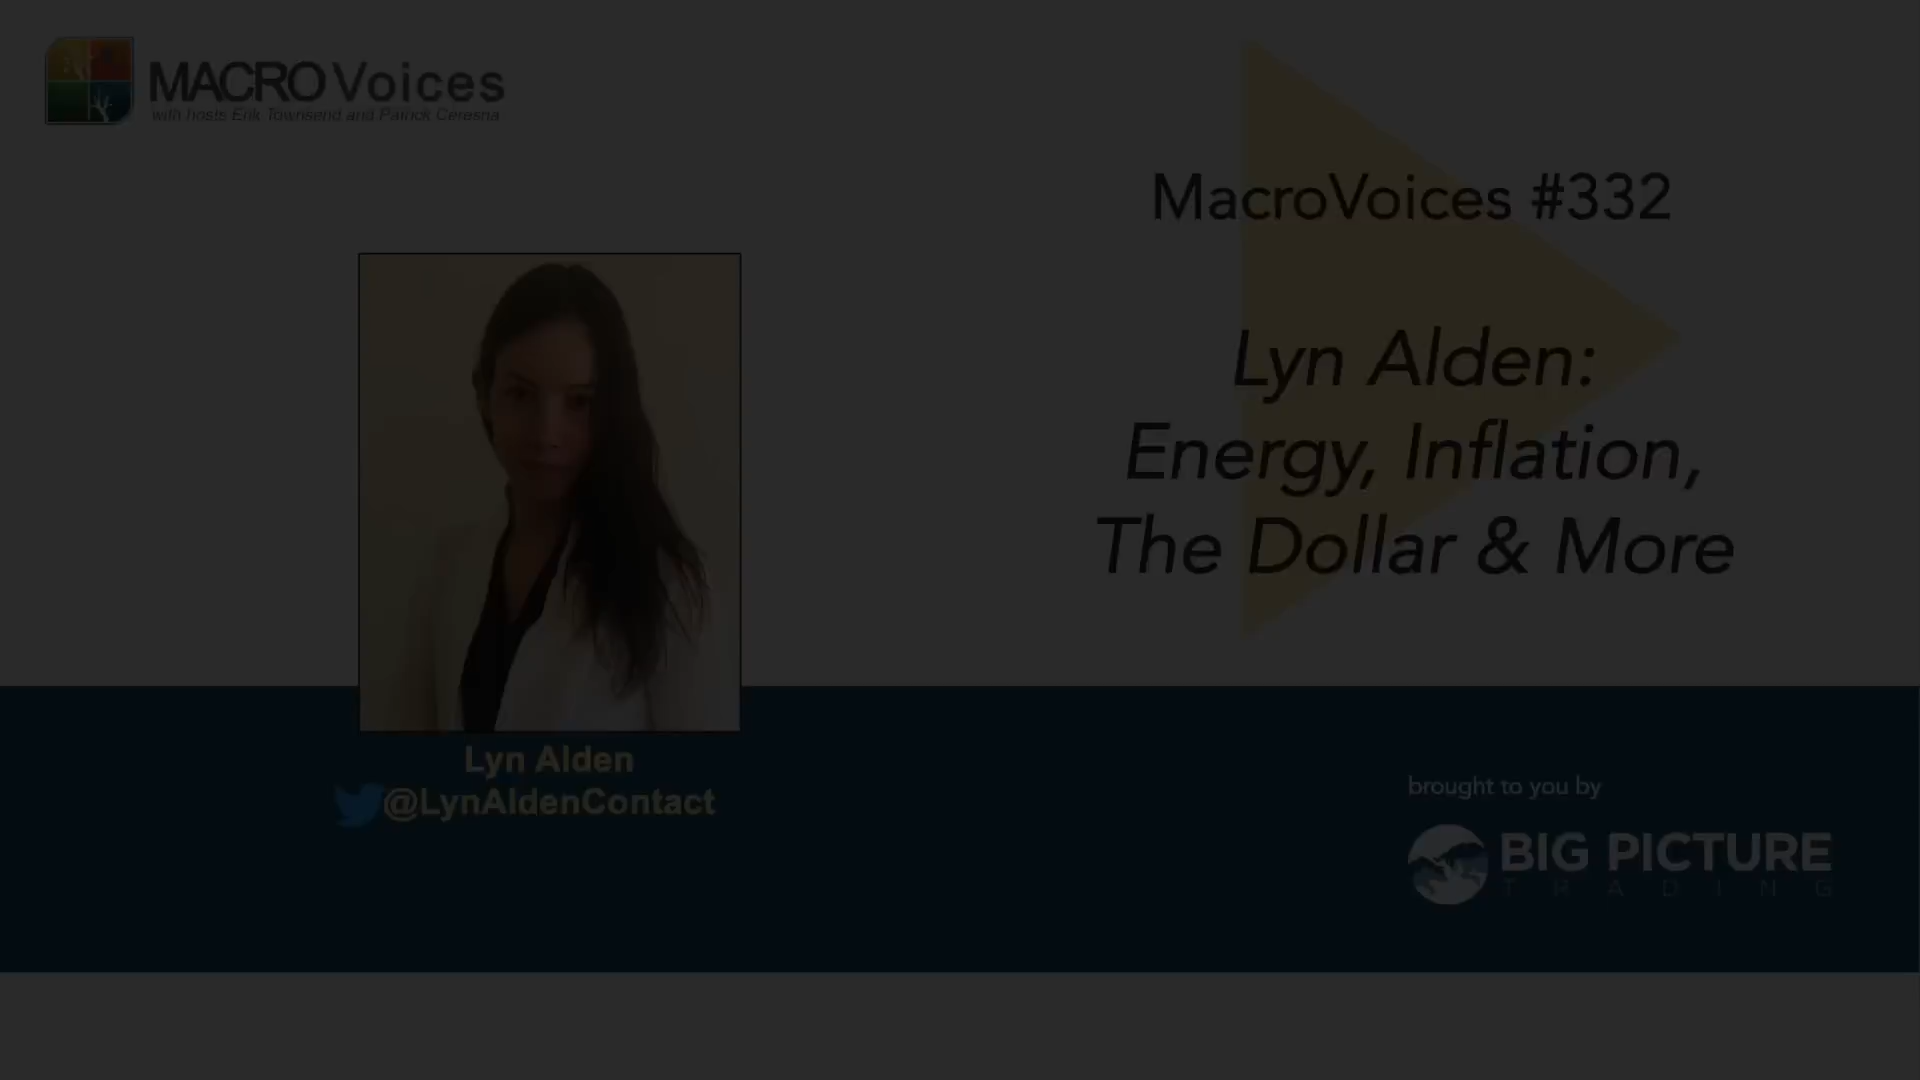 MACRO Voices
with hosts Erik Townsend and Patrick Ceresna
MacroVoices #332
Lyn Alden:
Energy, Inflation,
The Dollar & More
Lyn Alden
@LynAldenContact
brought to you by
BIG PICTURE
TRADING